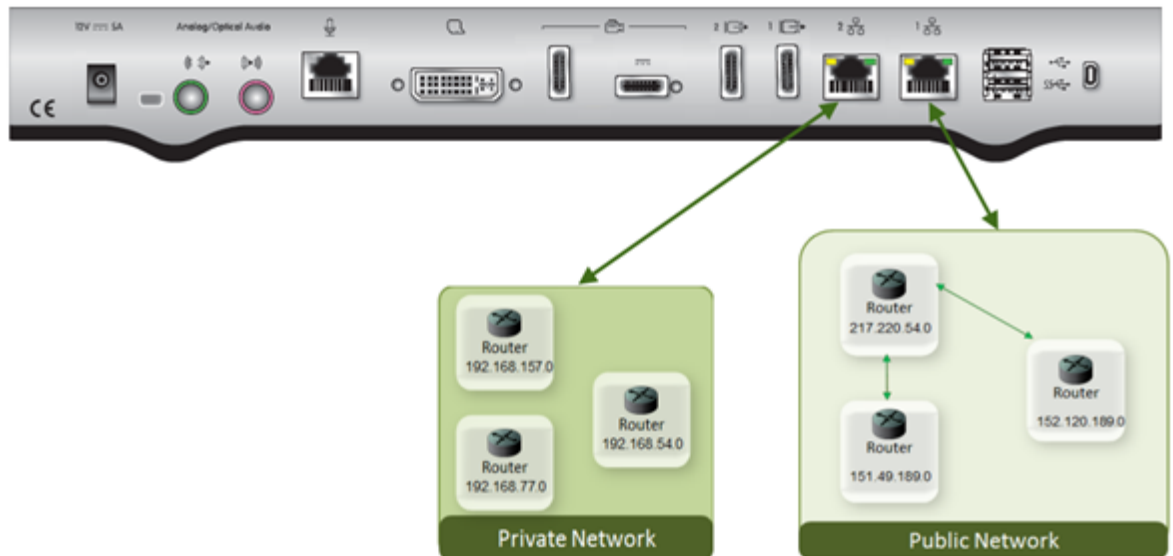 12V 5A
Analog/Optical Audio
2
1
2
1
CE
SS
Router
192.168.157.0
Router
192.168.54.0
Router
192.168.77.0
Private Network
Router
217.220.54.0
Router
152.120.189.0
Router
151.49.189.0
Public Network